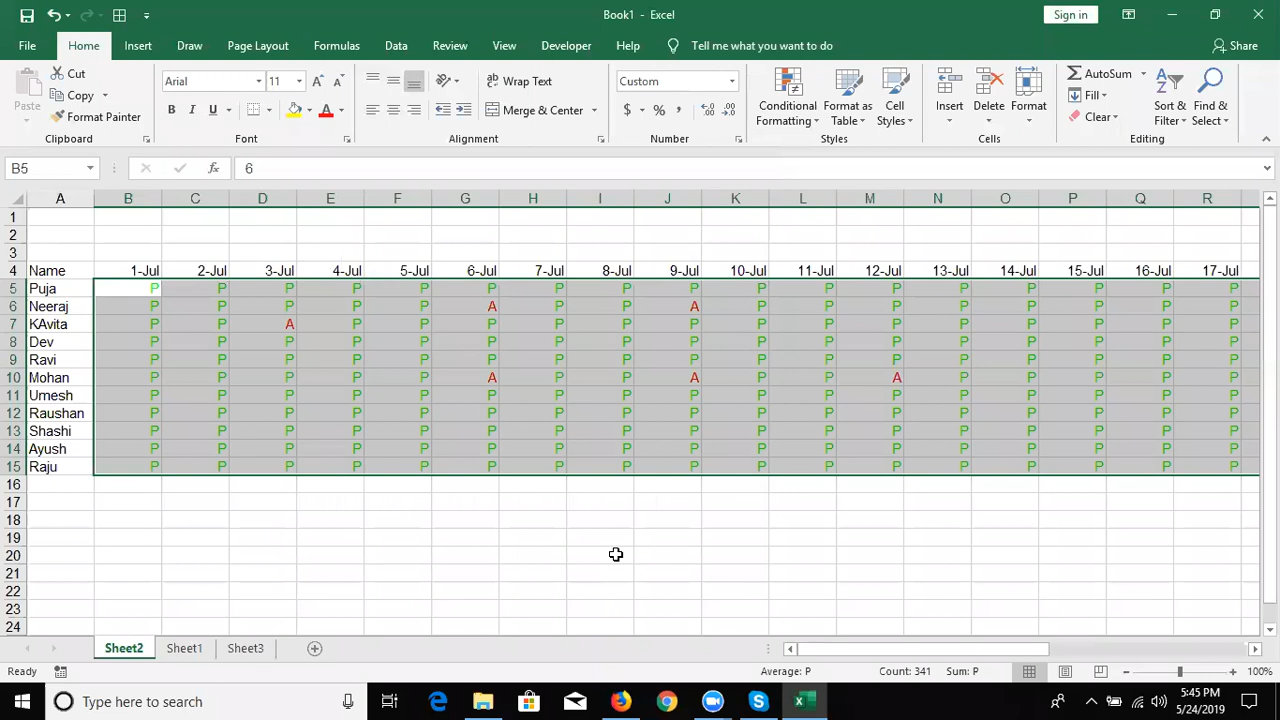 Book1 - Excel
Sign in
File Home Insert Draw Page Layout Formulas Data Review View Developer Help Tell me what you want to do Share
Paste
Cut
Copy
Format Painter
Clipboard
Arial 11
B I U
Font
Wrap Text
Merge & Center
Alignment
Custom
$ % ,
Number
Conditional Formatting
Format as Table
Cell Styles
Styles
Insert
Delete
Format
Cells
AutoSum
Fill
Clear
Sort & Filter
Find & Select
Editing
B5 fx 6
A B C D E F G H I J K L M N O P Q R
1
2
3
4 Name 1-Jul 2-Jul 3-Jul 4-Jul 5-Jul 6-Jul 7-Jul 8-Jul 9-Jul 10-Jul 11-Jul 12-Jul 13-Jul 14-Jul 15-Jul 16-Jul 17-Jul
5 Puja P P P P P P P P P P P P P P P P P
6 Neeraj P P P P P A P P A P P P P P P P P
7 KAvita P P A P P P P P P P P P P P P P P
8 Dev P P P P P P P P P P P P P P P P P
9 Ravi P P P P P P P P P P P P P P P P P
10 Mohan P P P P P A P P A P P A P P P P P
11 Umesh P P P P P P P P P P P P P P P P P
12 Raushan P P P P P P P P P P P P P P P P P
13 Shashi P P P P P P P P P P P P P P P P P
14 Ayush P P P P P P P P P P P P P P P P P
15 Raju P P P P P P P P P P P P P P P P P
16
17
18
19
20
21
22
23
24
Sheet2 Sheet1 Sheet3
Ready Average: P Count: 341 Sum: P 100%
Type here to search
5:45 PM
5/24/2019